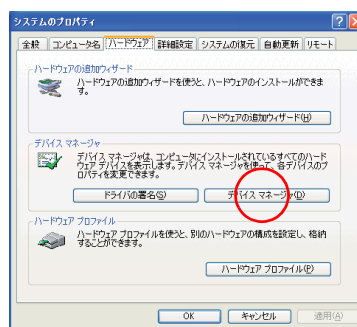 システムのプロパティ
全般 コンピュータ名 ハードウェア 詳細設定 システムの復元 自動更新 リモート
ハードウェアの追加ウィザード
ハードウェアの追加ウィザードを使うと、ハードウェアのインストールができます。
す。
ハードウェアの追加ウィザード(H)
デバイス マネージャ
デバイス マネージャは、コンピュータにインストールされているすべてのハード
ウェア デバイスを表示します。デバイス マネージャを使って、各デバイスのプ
ロパティを変更できます。
ドライバの署名(S)
デバイス マネージャ(D)
ハードウェア プロファイル
ハードウェア プロファイルを使うと、別のハードウェアの構成を設定し、格納
することができます。
ハードウェア プロファイル(P)
OK キャンセル 適用(A)